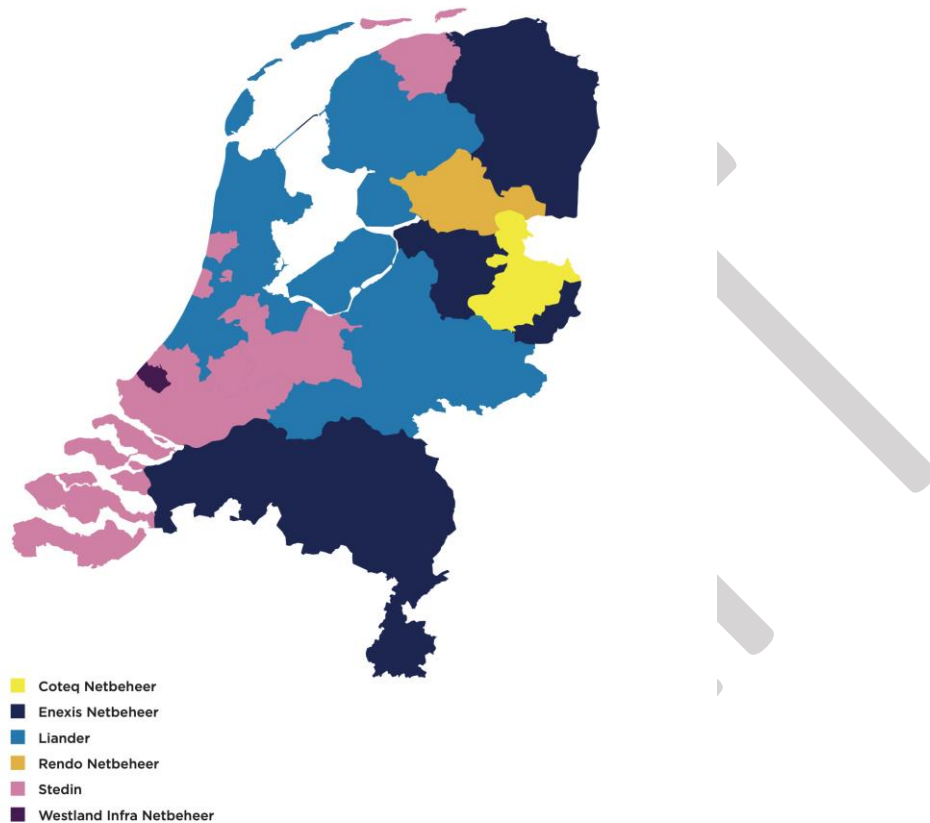 Coteq Netbeheer
Enexis Netbeheer
Liander
Rendo Netbeheer
Stedin
Westland Infra Netbeheer